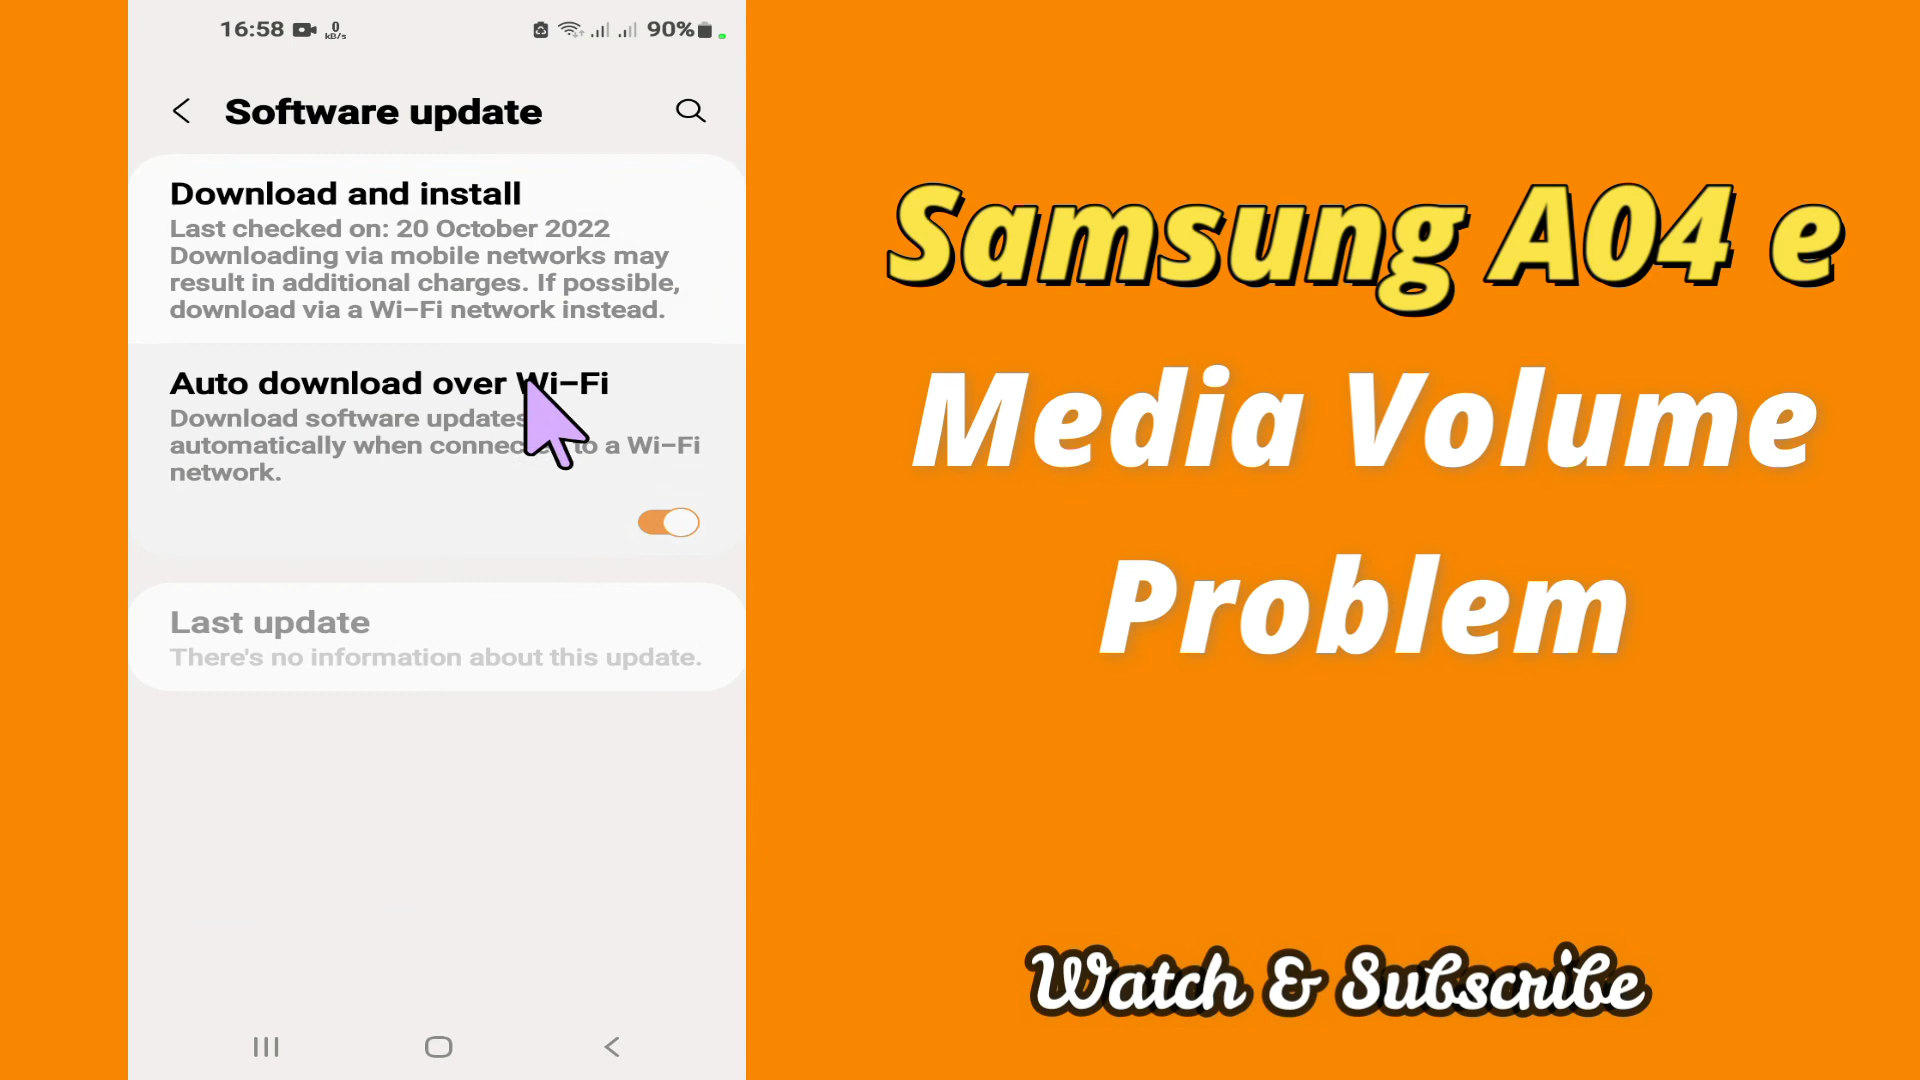 16:58 0 kB/s 90%
Software update
Download and install
Last checked on: 20 October 2022
Downloading via mobile networks may
result in additional charges. If possible,
download via a Wi-Fi network instead.
Auto download over Wi-Fi
Download software updates
automatically when connec to a Wi-Fi
network.
Last update
There's no information about this update.
Samsung A04 e
Media Volume
Problem
Watch & Subscribe